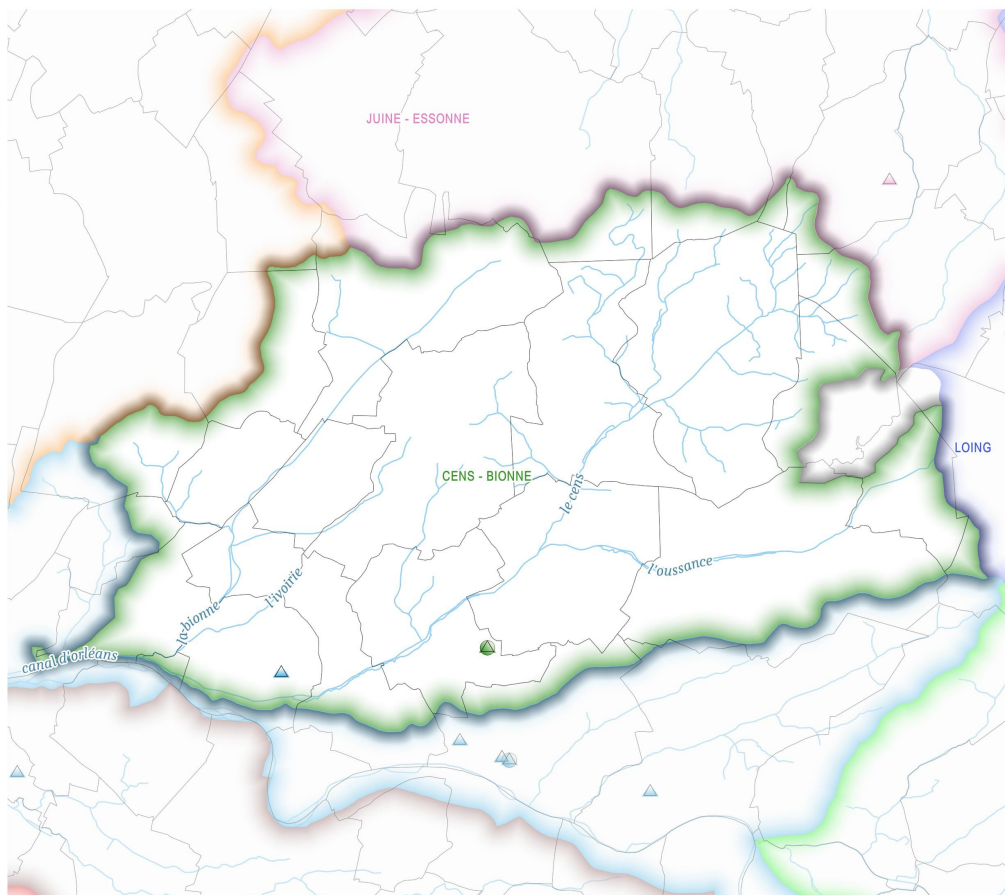 JUINE - ESSONNE
LOING
CENS - BIONNE
le cens
l'oussance
l'ivoirie
la bionne
canal d'orléans